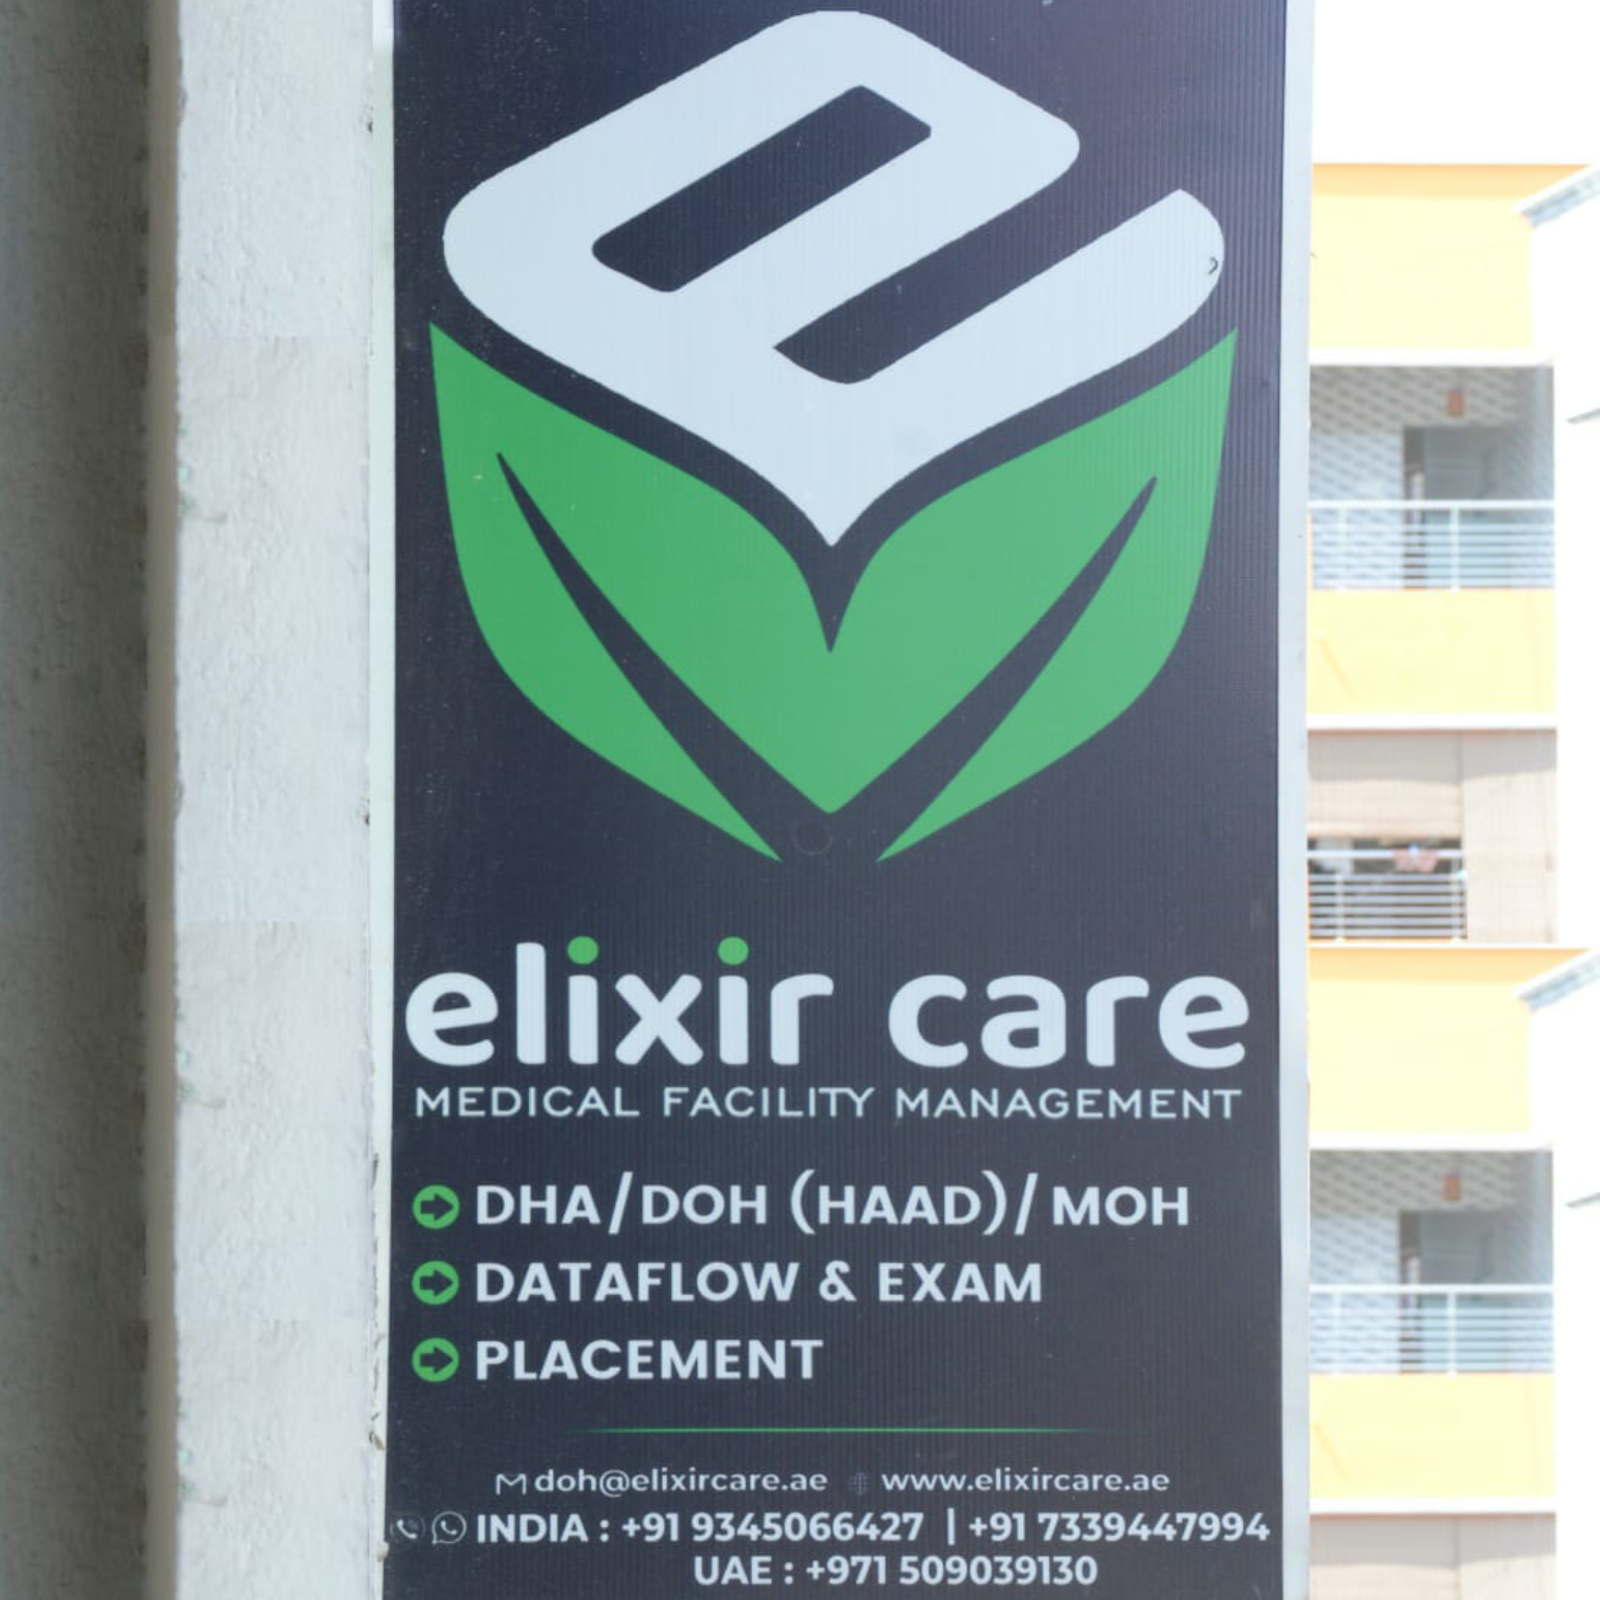 elixir care
MEDICAL FACILITY MANAGEMENT
DHA/DOH (HAAD)/MOH
DATAFLOW & EXAM
PLACEMENT
doh@elixircare.ae www.elixircare.ae
INDIA : +91 9345066427 | +91 7339447994
UAE : +971 509039130